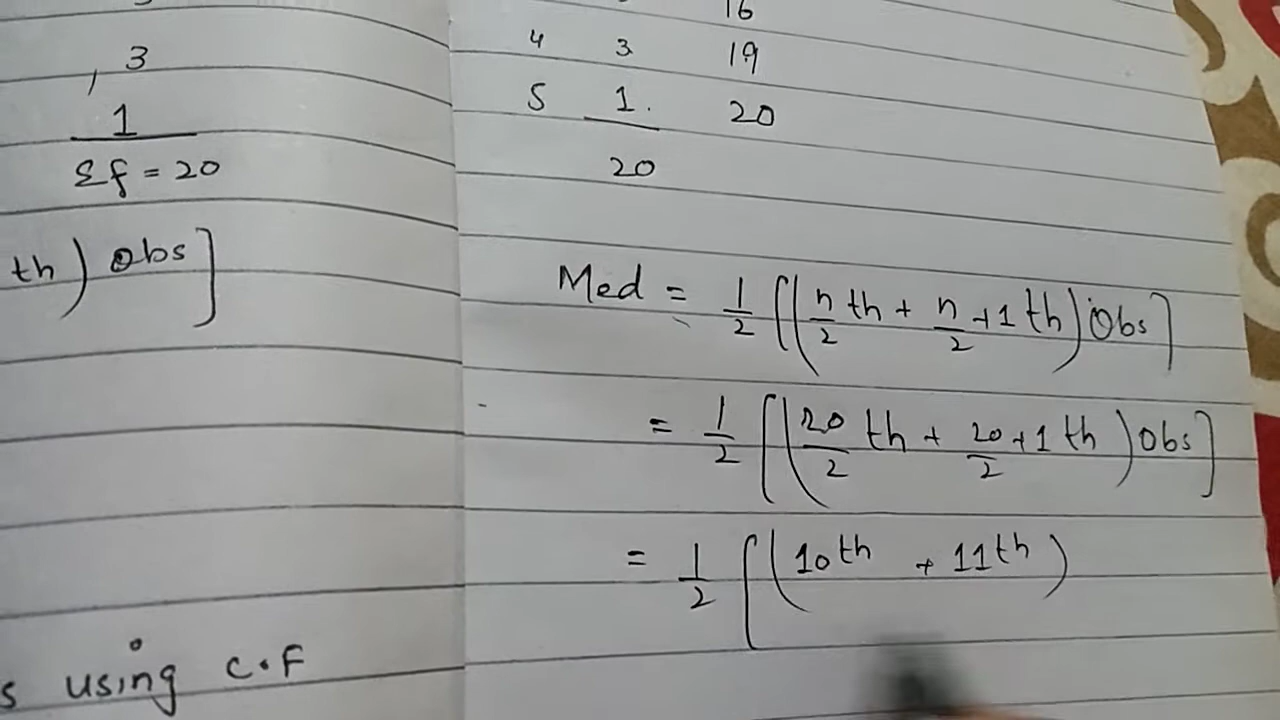 , 3
1
Σf = 20
th) obs]
s using C.F
16
4 3 19
5 1. 20
20
Med = 1/2 [(n/2 th + n/2 +1 th) Obs]
= 1/2 [(20/2 th + 20/2 +1 th) Obs]
= 1/2 [(10th + 11th)